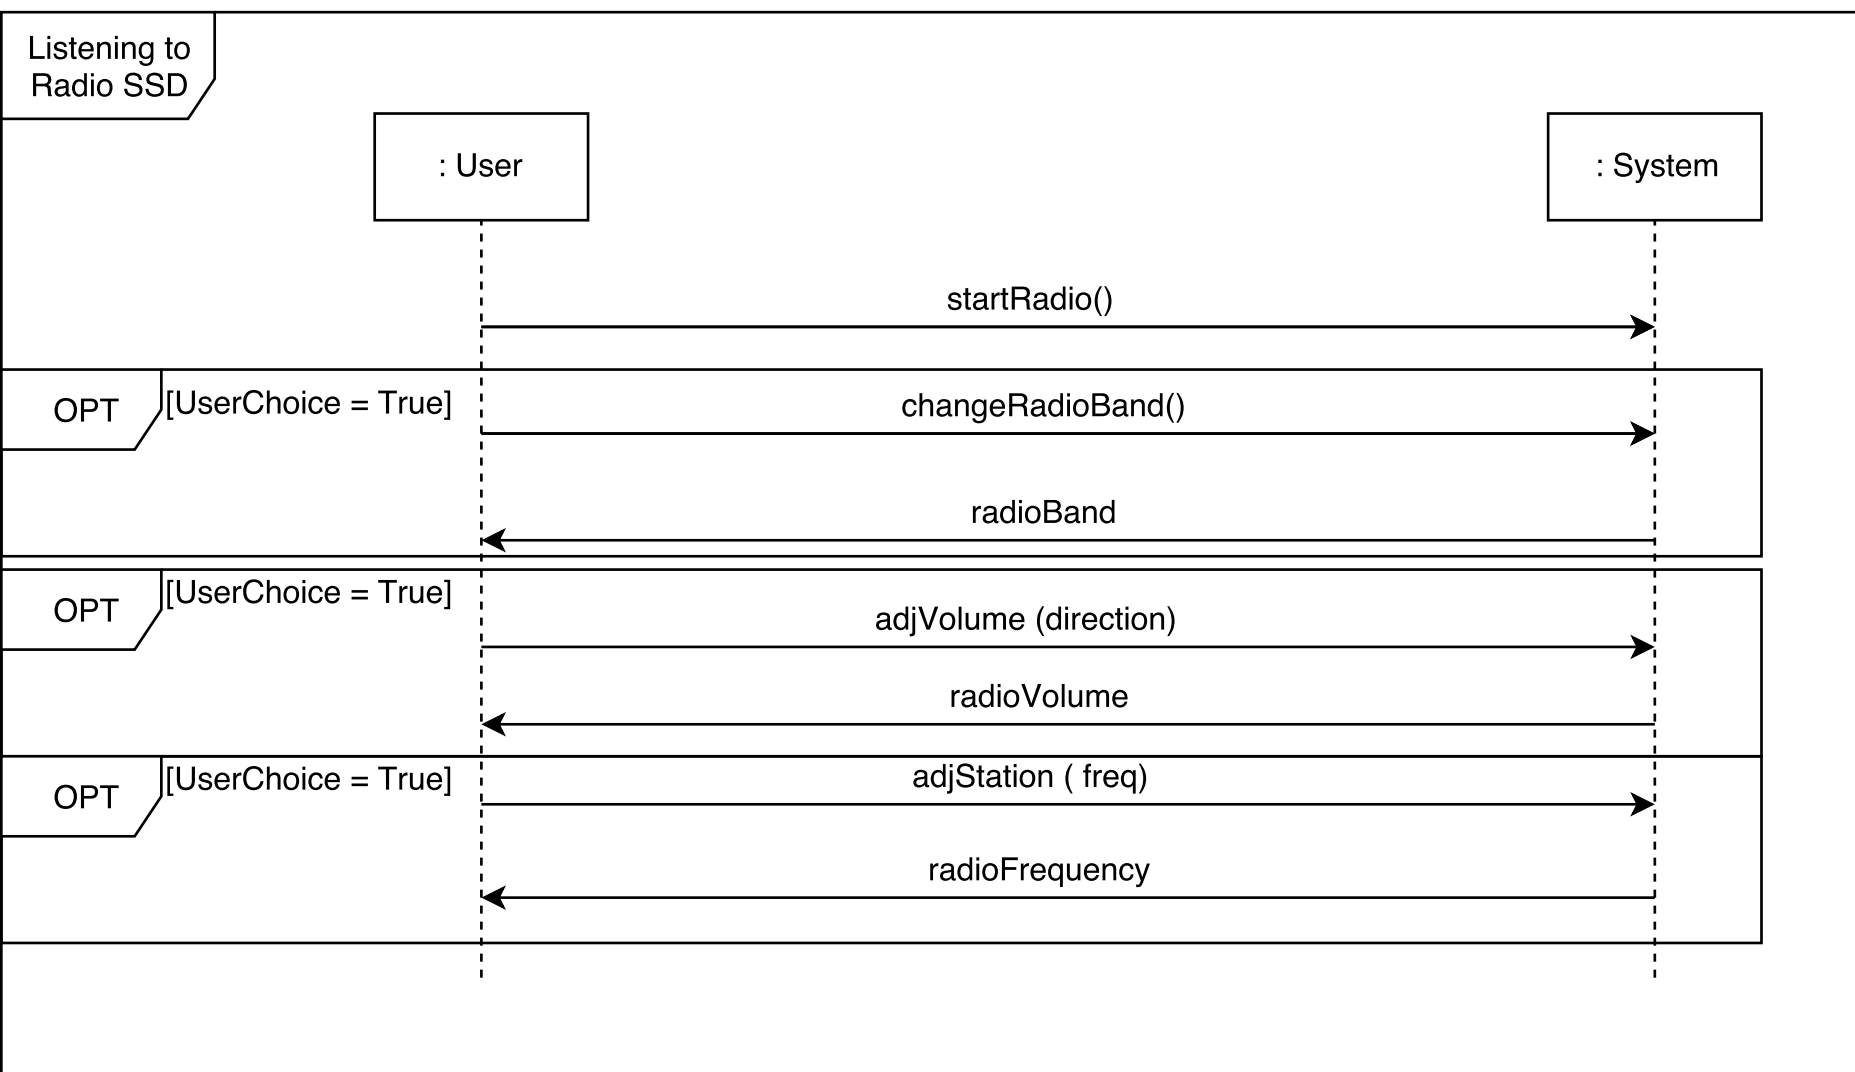 Listening to
Radio SSD
: User
: System
startRadio()
OPT
[UserChoice = True]
changeRadioBand()
radioBand
OPT
[UserChoice = True]
adjVolume (direction)
radioVolume
OPT
[UserChoice = True]
adjStation ( freq)
radioFrequency